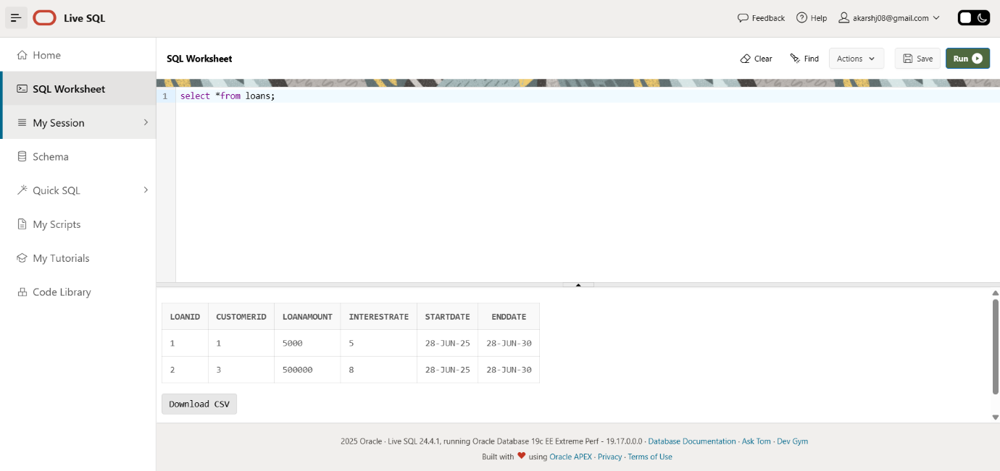 Live SQL
Feedback
Help
akarshj08@gmail.com
Home
SQL Worksheet
My Session
Schema
Quick SQL
My Scripts
My Tutorials
Code Library
SQL Worksheet
Clear
Find
Actions
Save
Run
1 select *from loans;
LOANID CUSTOMERID LOANAMOUNT INTERESTRATE STARTDATE ENDDATE
1 1 5000 5 28-JUN-25 28-JUN-30
2 3 500000 8 28-JUN-25 28-JUN-30
Download CSV
2025 Oracle · Live SQL 24.4.1, running Oracle Database 19c EE Extreme Perf - 19.17.0.0.0 · Database Documentation · Ask Tom · Dev Gym
Built with ❤ using Oracle APEX · Privacy · Terms of Use